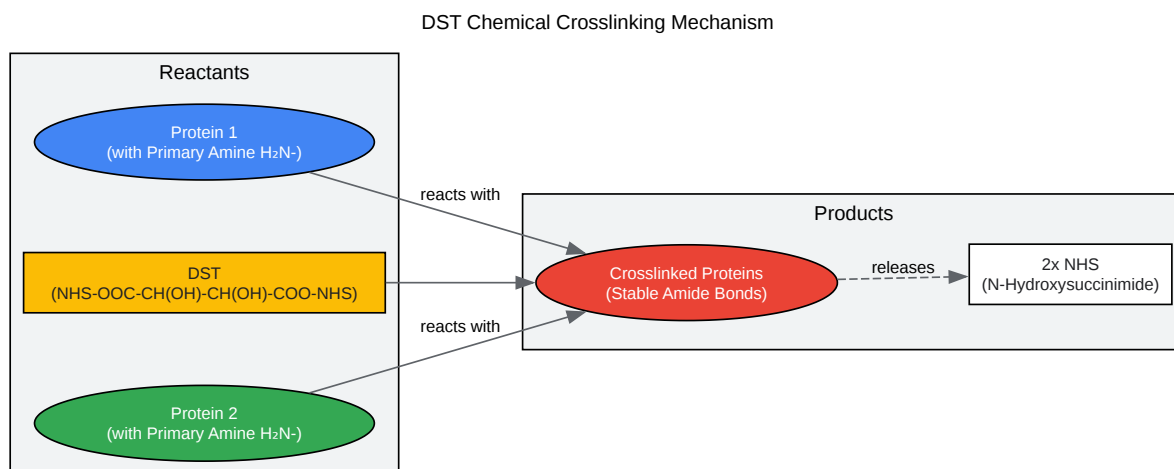 DST Chemical Crosslinking Mechanism
Reactants
Protein 1
(with Primary Amine H₂N-)
reacts with
DST
(NHS-OOC-CH(OH)-CH(OH)-COO-NHS)
reacts with
Protein 2
(with Primary Amine H₂N-)
Products
Crosslinked Proteins
(Stable Amide Bonds)
releases
2x NHS
(N-Hydroxysuccinimide)